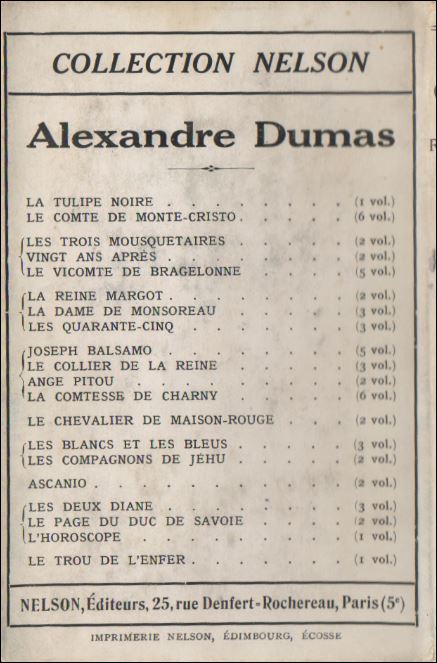 COLLECTION NELSON
Alexandre Dumas
LA TULIPE NOIRE . . . . . . . . (1 vol.)
LE COMTE DE MONTE-CRISTO . . . . . (6 vol.)
LES TROIS MOUSQUETAIRES . . . . . (2 vol.)
VINGT ANS APRÈS . . . . . . . . (2 vol.)
LE VICOMTE DE BRAGELONNE . . . . . (5 vol.)
LA REINE MARGOT . . . . . . . . (2 vol.)
LA DAME DE MONSOREAU . . . . . . (3 vol.)
LES QUARANTE-CINQ . . . . . . . (3 vol.)
JOSEPH BALSAMO . . . . . . . . (5 vol.)
LE COLLIER DE LA REINE . . . . . . (3 vol.)
ANGE PITOU . . . . . . . . . (2 vol.)
LA COMTESSE DE CHARNY . . . . . . (6 vol.)
LE CHEVALIER DE MAISON-ROUGE . . . (2 vol.)
LES BLANCS ET LES BLEUS . . . . . (3 vol.)
LES COMPAGNONS DE JÉHU . . . . . (2 vol.)
ASCANIO . . . . . . . . . . . (2 vol.)
LES DEUX DIANE . . . . . . . . (3 vol.)
LE PAGE DU DUC DE SAVOIE . . . . . (2 vol.)
L'HOROSCOPE . . . . . . . . . (1 vol.)
LE TROU DE L'ENFER . . . . . . . (1 vol.)
NELSON, Éditeurs, 25, rue Denfert-Rochereau, Paris (5e)
IMPRIMERIE NELSON, ÉDIMBOURG, ÉCOSSE